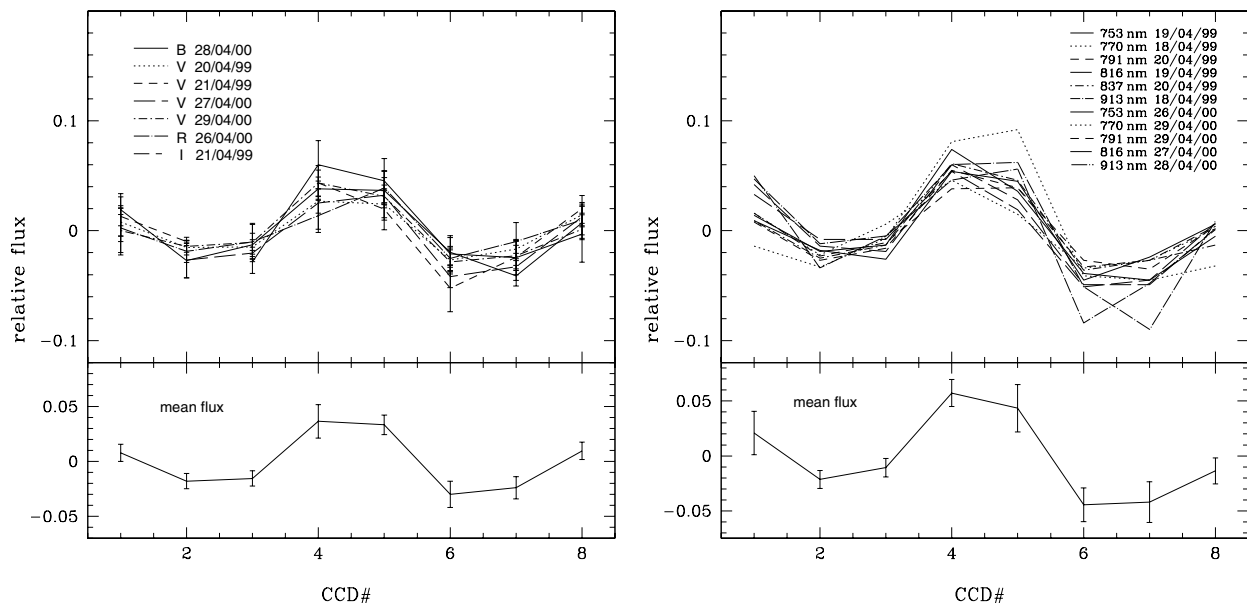 relative flux
0.1
0
−0.1
B 28/04/00
V 20/04/99
V 21/04/99
V 27/04/00
V 29/04/00
R 26/04/00
I 21/04/99
0.05
0
−0.05
mean flux
2
4
6
8
CCD#
relative flux
0.1
0
−0.1
753 nm 19/04/99
770 nm 18/04/99
791 nm 20/04/99
816 nm 19/04/99
837 nm 20/04/99
913 nm 18/04/99
753 nm 26/04/00
770 nm 29/04/00
791 nm 29/04/00
816 nm 27/04/00
913 nm 28/04/00
0.05
0
−0.05
mean flux
2
4
6
8
CCD#